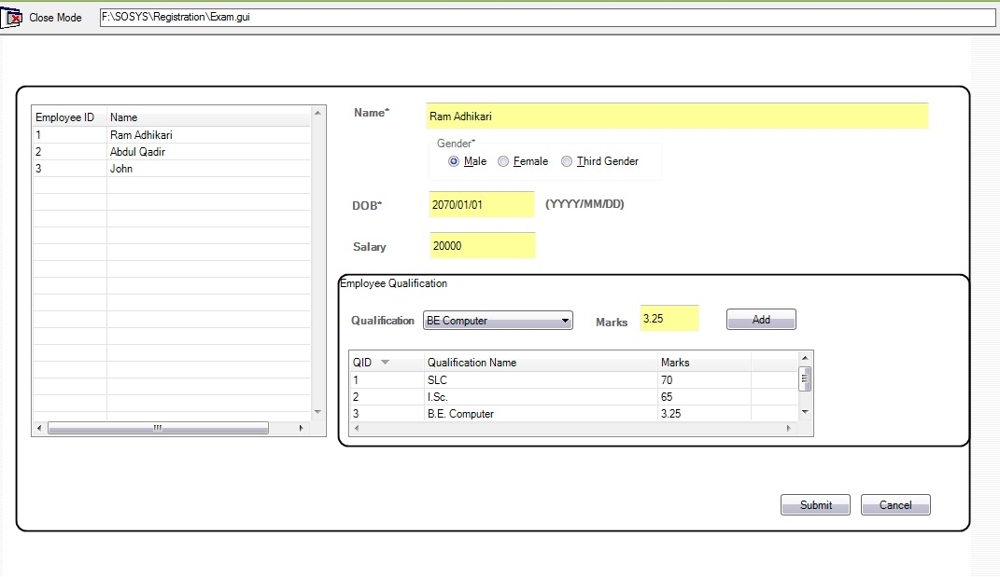 Close Mode F:\SOSYS\Registration\Exam.gui
Employee ID Name
1 Ram Adhikari
2 Abdul Qadir
3 John
Name* Ram Adhikari
Gender*
Male Female Third Gender
DOB* 2070/01/01 (YYYY/MM/DD)
Salary 20000
Employee Qualification
Qualification BE Computer Marks 3.25 Add
QID Qualification Name Marks
1 SLC 70
2 I.Sc. 65
3 B.E. Computer 3.25
Submit Cancel